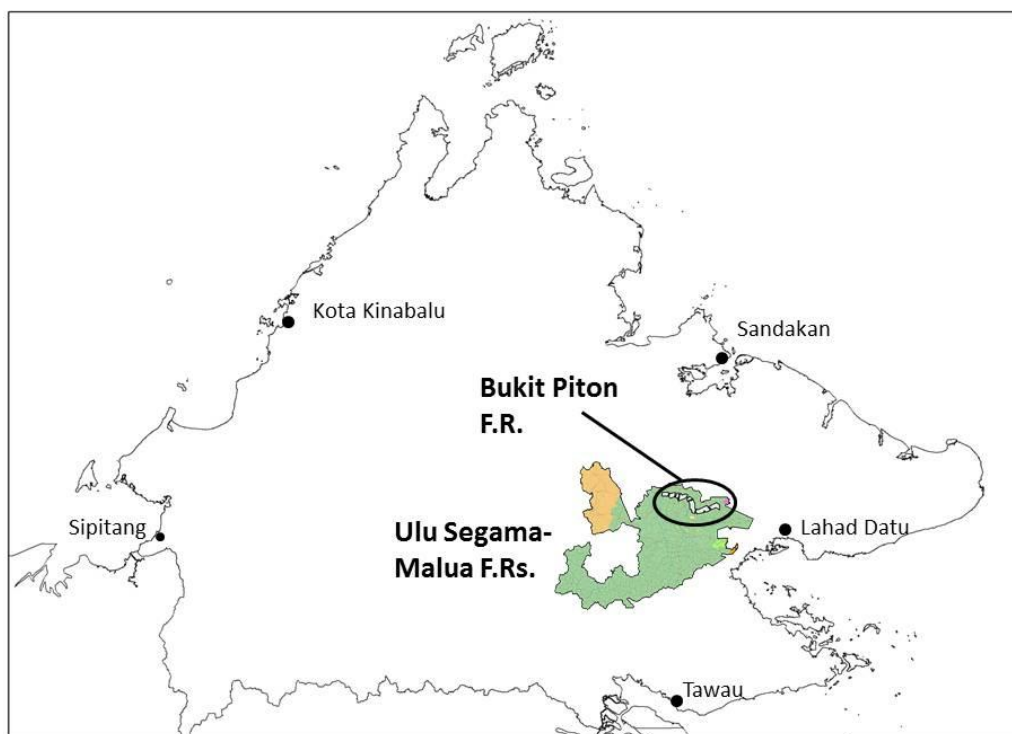 Kota Kinabalu
Sandakan
Bukit Piton
F.R.
Sipitang
Ulu Segama-
Malua F.Rs.
Lahad Datu
Tawau